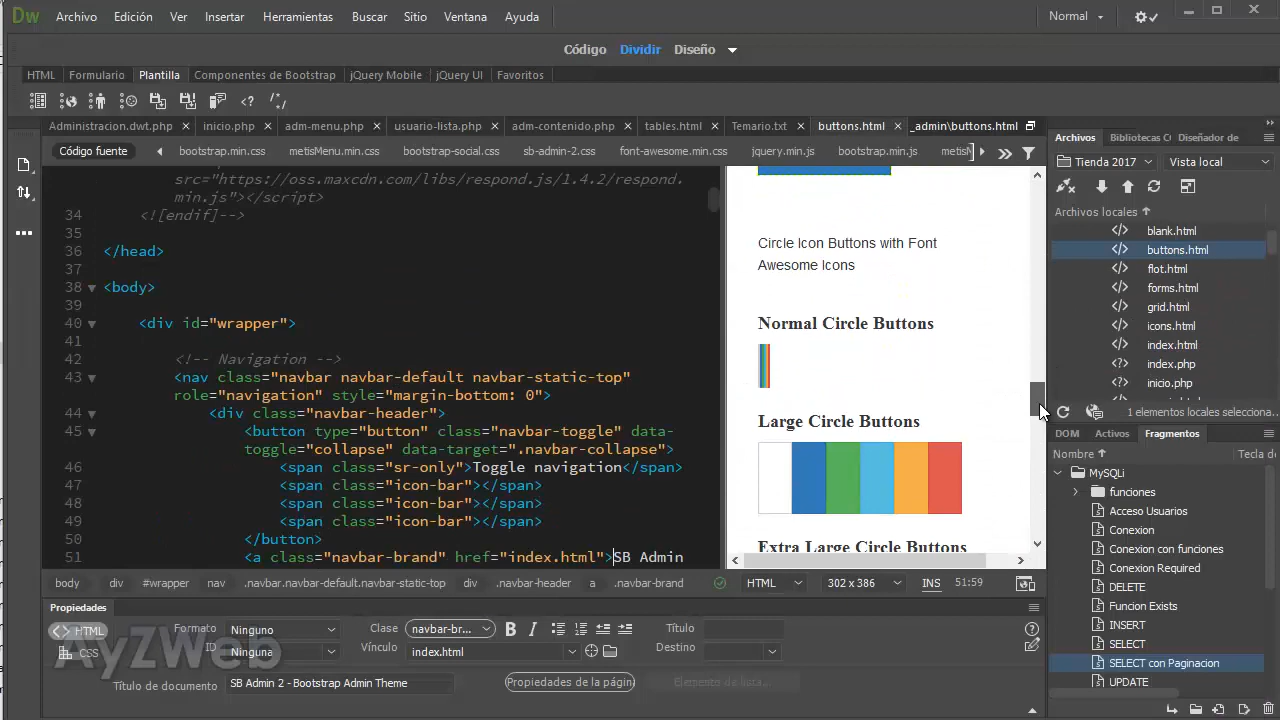 Dw Archivo Edición Ver Insertar Herramientas Buscar Sitio Ventana Ayuda Normal
Código Dividir Diseño
HTML Formulario Plantilla Componentes de Bootstrap jQuery Mobile jQuery UI Favoritos
Administracion.dwt.php inicio.php adm-menu.php usuario-lista.php adm-contenido.php tables.html Temario.txt buttons.html _admin\buttons.html
Código fuente bootstrap.min.css metisMenu.min.css bootstrap-social.css sb-admin-2.css font-awesome.min.css jquery.min.js bootstrap.min.js metisM
src="https://oss.maxcdn.com/libs/respond.js/1.4.2/respond.
min.js"></script>
34 <![endif]-->
35
36 </head>
37
38 <body>
39
40 <div id="wrapper">
41
42 <!-- Navigation -->
43 <nav class="navbar navbar-default navbar-static-top"
role="navigation" style="margin-bottom: 0">
44 <div class="navbar-header">
45 <button type="button" class="navbar-toggle" data-
toggle="collapse" data-target=".navbar-collapse">
46 <span class="sr-only">Toggle navigation</span>
47 <span class="icon-bar"></span>
48 <span class="icon-bar"></span>
49 <span class="icon-bar"></span>
50 </button>
51 <a class="navbar-brand" href="index.html">SB Admin
Circle Icon Buttons with Font
Awesome Icons
Normal Circle Buttons
Large Circle Buttons
Extra Large Circle Buttons
body div #wrapper nav .navbar.navbar-default.navbar-static-top div .navbar-header a .navbar-brand HTML 302 x 386 INS 51:59
Archivos Bibliotecas C Diseñador de
Tienda 2017 Vista local
Archivos locales
blank.html
buttons.html
flot.html
forms.html
grid.html
icons.html
index.html
index.php
inicio.php
1 elementos locales selecciona...
DOM Activos Fragmentos
Nombre Tecla d
MySQLi
funciones
Acceso Usuarios
Conexion
Conexion con funciones
Conexion Required
DELETE
Funcion Exists
INSERT
SELECT
SELECT con Paginacion
UPDATE
Propiedades
HTML Formato Ninguno Clase navbar-br... B I Título
CSS ID Ninguna Vínculo index.html Destino
AyZWeb
Título de documento SB Admin 2 - Bootstrap Admin Theme Propiedades de la págin Elemento de lista...